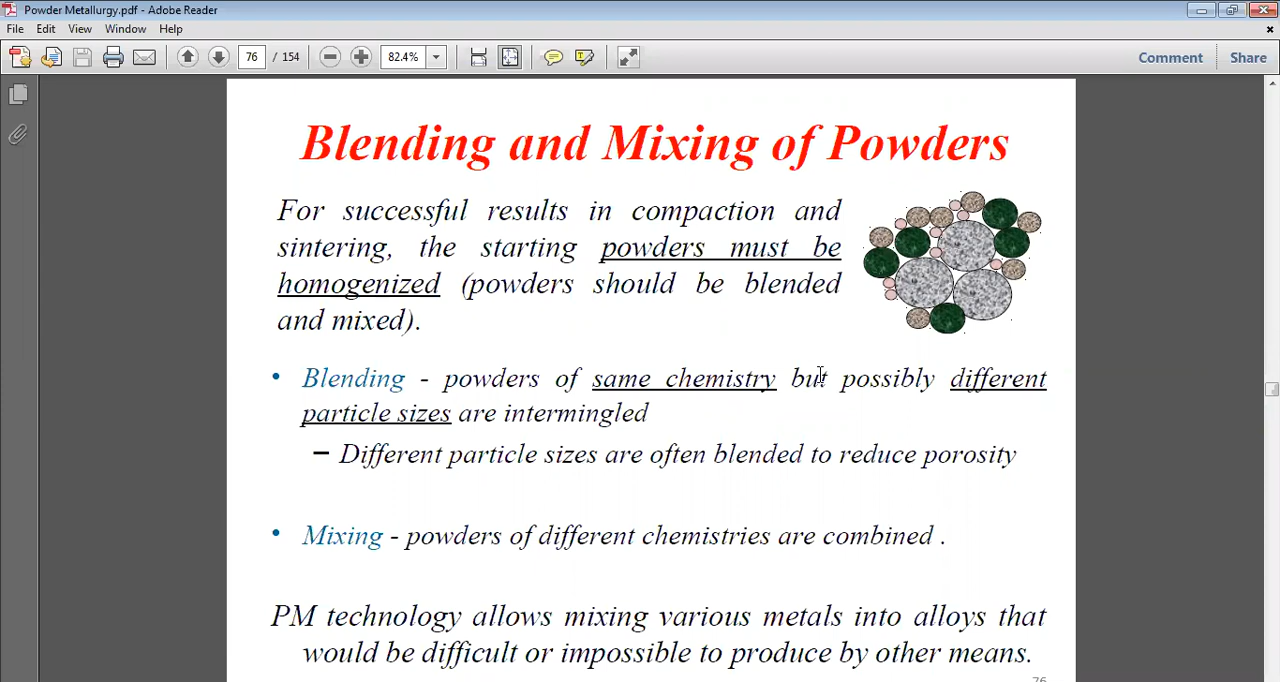 Powder Metallurgy.pdf - Adobe Reader
File Edit View Window Help
76 / 154 82.4% Comment Share
Blending and Mixing of Powders
For successful results in compaction and
sintering, the starting powders must be
homogenized (powders should be blended
and mixed).
• Blending - powders of same chemistry but possibly different
particle sizes are intermingled
– Different particle sizes are often blended to reduce porosity
• Mixing - powders of different chemistries are combined .
PM technology allows mixing various metals into alloys that
would be difficult or impossible to produce by other means.
76